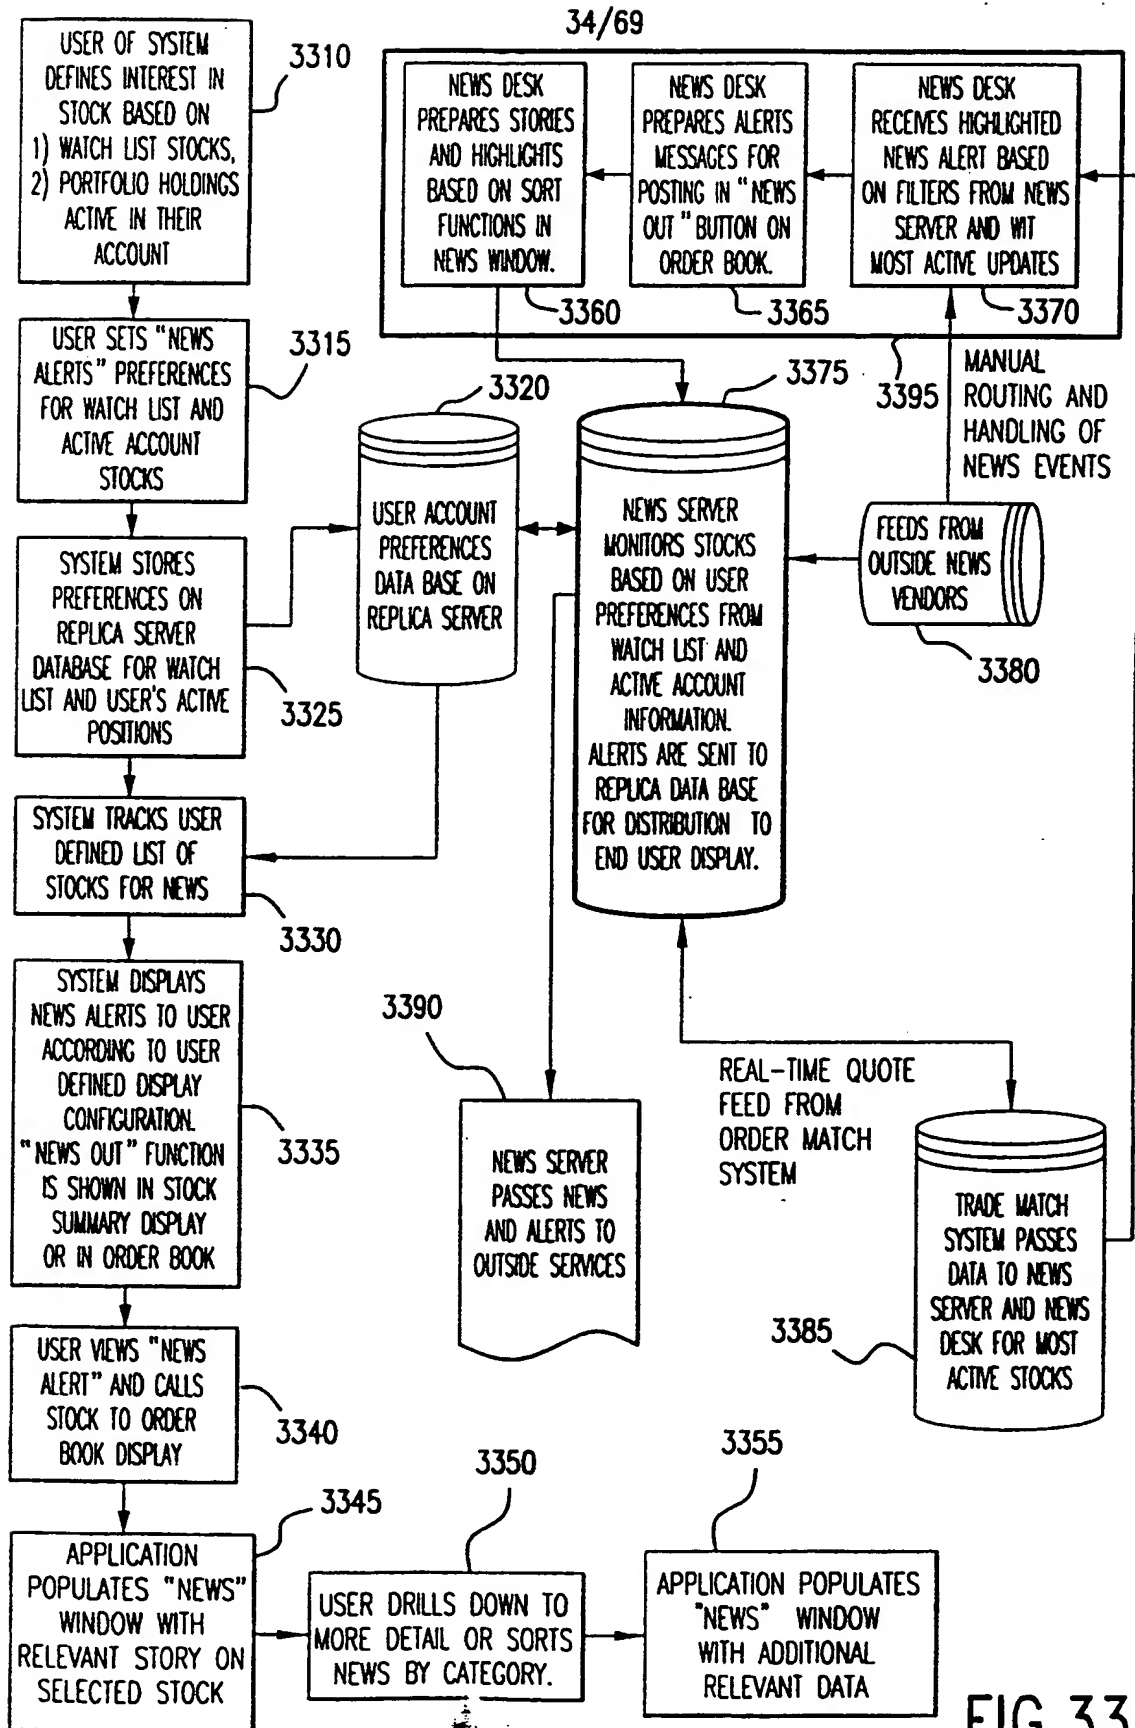 34/69
USER OF SYSTEM
DEFINES INTEREST IN
STOCK BASED ON
1) WATCH LIST STOCKS,
2) PORTFOLIO HOLDINGS
ACTIVE IN THEIR
ACCOUNT
3310
USER SETS "NEWS
ALERTS" PREFERENCES
FOR WATCH LIST AND
ACTIVE ACCOUNT
STOCKS
3315
SYSTEM STORES
PREFERENCES ON
REPLICA SERVER
DATABASE FOR WATCH
LIST AND USER'S ACTIVE
POSITIONS
3325
SYSTEM TRACKS USER
DEFINED LIST OF
STOCKS FOR NEWS
3330
SYSTEM DISPLAYS
NEWS ALERTS TO USER
ACCORDING TO USER
DEFINED DISPLAY
CONFIGURATION.
"NEWS OUT" FUNCTION
IS SHOWN IN STOCK
SUMMARY DISPLAY
OR IN ORDER BOOK
3335
USER VIEWS "NEWS
ALERT" AND CALLS
STOCK TO ORDER
BOOK DISPLAY
3340
APPLICATION
POPULATES "NEWS"
WINDOW WITH
RELEVANT STORY ON
SELECTED STOCK
3345
USER DRILLS DOWN TO
MORE DETAIL OR SORTS
NEWS BY CATEGORY.
3350
APPLICATION POPULATES
"NEWS" WINDOW
WITH ADDITIONAL
RELEVANT DATA
3355
NEWS DESK
PREPARES STORIES
AND HIGHLIGHTS
BASED ON SORT
FUNCTIONS IN
NEWS WINDOW.
3360
NEWS DESK
PREPARES ALERTS
MESSAGES FOR
POSTING IN "NEWS
OUT" BUTTON ON
ORDER BOOK.
3365
NEWS DESK
RECEIVES HIGHLIGHTED
NEWS ALERT BASED
ON FILTERS FROM NEWS
SERVER AND WIT
MOST ACTIVE UPDATES
3370
3395
MANUAL
ROUTING AND
HANDLING OF
NEWS EVENTS
3320
USER ACCOUNT
PREFERENCES
DATA BASE ON
REPLICA SERVER
3375
NEWS SERVER
MONITORS STOCKS
BASED ON USER
PREFERENCES FROM
WATCH LIST AND
ACTIVE ACCOUNT
INFORMATION.
ALERTS ARE SENT TO
REPLICA DATA BASE
FOR DISTRIBUTION TO
END USER DISPLAY.
FEEDS FROM
OUTSIDE NEWS
VENDORS
3380
3390
NEWS SERVER
PASSES NEWS
AND ALERTS TO
OUTSIDE SERVICES
REAL-TIME QUOTE
FEED FROM
ORDER MATCH
SYSTEM
TRADE MATCH
SYSTEM PASSES
DATA TO NEWS
SERVER AND NEWS
DESK FOR MOST
ACTIVE STOCKS
3385
FIG.33